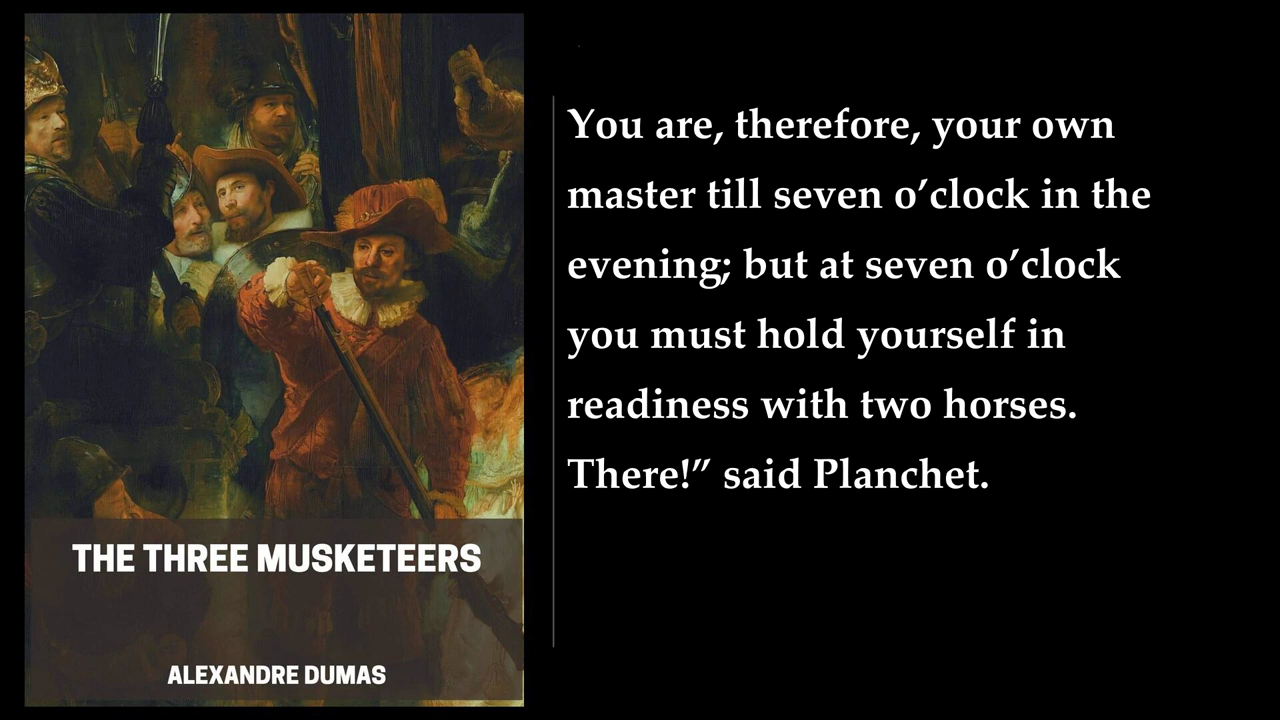 THE THREE MUSKETEERS
ALEXANDRE DUMAS
You are, therefore, your own
master till seven o’clock in the
evening; but at seven o’clock
you must hold yourself in
readiness with two horses.
There!” said Planchet.